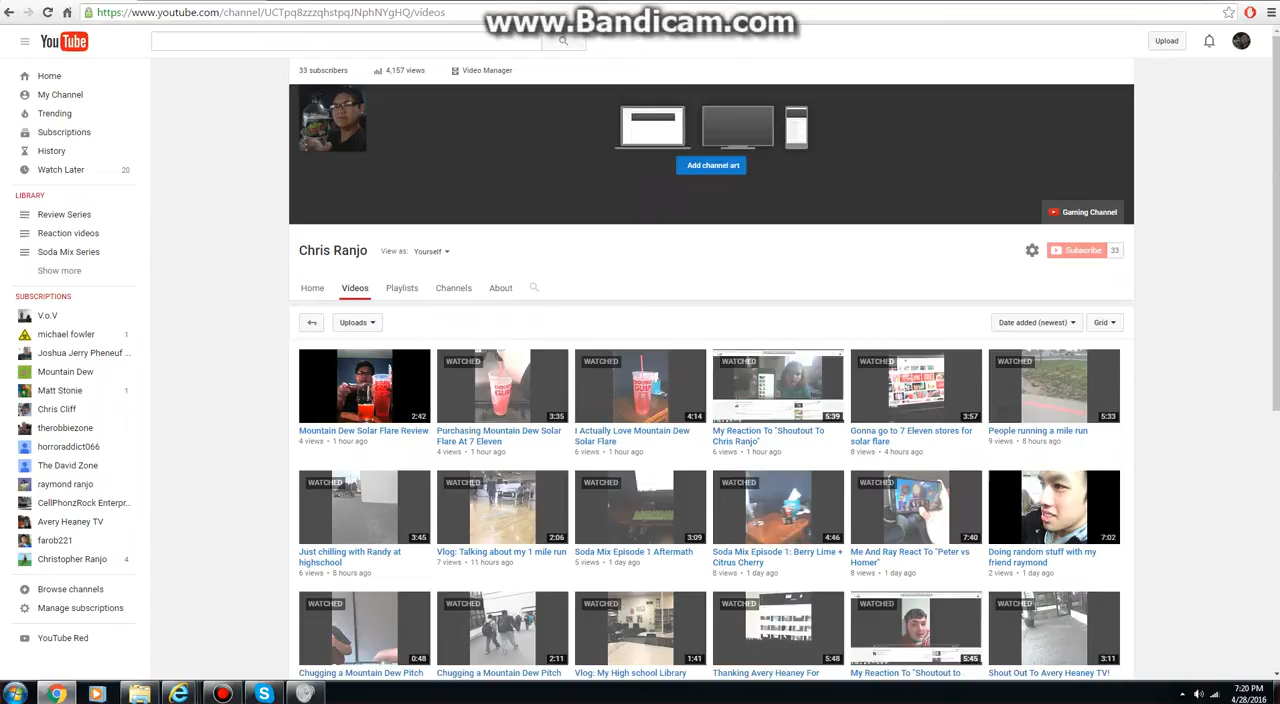 https://www.youtube.com/channel/UCTpq8zzzqhstpqJNphNYgHQ/videos
www.Bandicam.com
YouTube
Upload
Home
My Channel
Trending
Subscriptions
History
Watch Later 20
LIBRARY
Review Series
Reaction videos
Soda Mix Series
Show more
SUBSCRIPTIONS
V.o.V
michael fowler 1
Joshua Jerry Pheneuf ...
Mountain Dew
Matt Stonie 1
Chris Cliff
therobbiezone
horroraddict066
The David Zone
raymond ranjo
CellPhonzRock Enterpr...
Avery Heaney TV
farob221
Christopher Ranjo 4
Browse channels
Manage subscriptions
YouTube Red
33 subscribers 4,157 views Video Manager
Add channel art
Gaming Channel
Chris Ranjo View as: Yourself
Subscribe 33
Home Videos Playlists Channels About
Uploads Date added (newest) Grid
2:42
Mountain Dew Solar Flare Review
4 views • 1 hour ago
WATCHED
3:35
Purchasing Mountain Dew Solar
Flare At 7 Eleven
4 views • 1 hour ago
WATCHED
4:14
I Actually Love Mountain Dew
Solar Flare
6 views • 1 hour ago
WATCHED
5:39
My Reaction To "Shoutout To
Chris Ranjo"
6 views • 1 hour ago
WATCHED
3:57
Gonna go to 7 Eleven stores for
solar flare
8 views • 4 hours ago
WATCHED
5:33
People running a mile run
9 views • 8 hours ago
WATCHED
3:45
Just chilling with Randy at
highschool
6 views • 8 hours ago
WATCHED
2:06
Vlog: Talking about my 1 mile run
7 views • 11 hours ago
WATCHED
3:09
Soda Mix Episode 1 Aftermath
5 views • 1 day ago
WATCHED
4:46
Soda Mix Episode 1: Berry Lime +
Citrus Cherry
8 views • 1 day ago
WATCHED
7:40
Me And Ray React To "Peter vs
Homer"
8 views • 1 day ago
7:02
Doing random stuff with my
friend raymond
2 views • 1 day ago
WATCHED
0:48
Chugging a Mountain Dew Pitch
WATCHED
2:11
Chugging a Mountain Dew Pitch
WATCHED
1:41
Vlog: My High school Library
WATCHED
5:48
Thanking Avery Heaney For
WATCHED
5:45
My Reaction To "Shoutout to
WATCHED
3:11
Shout Out To Avery Heaney TV!
7:20 PM
4/28/2016